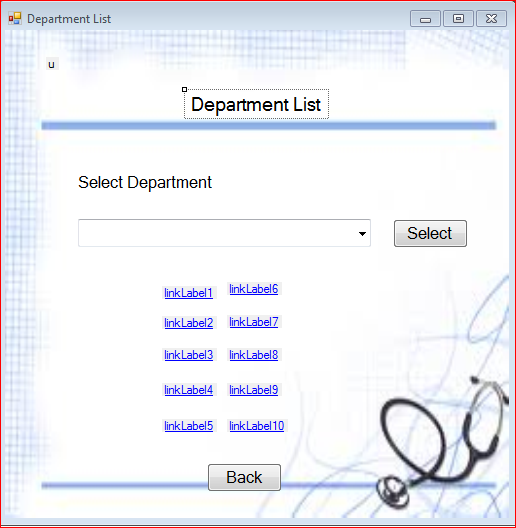 Department List
u
Department List
Select Department
Select
linkLabel1 linkLabel6
linkLabel2 linkLabel7
linkLabel3 linkLabel8
linkLabel4 linkLabel9
linkLabel5 linkLabel10
Back